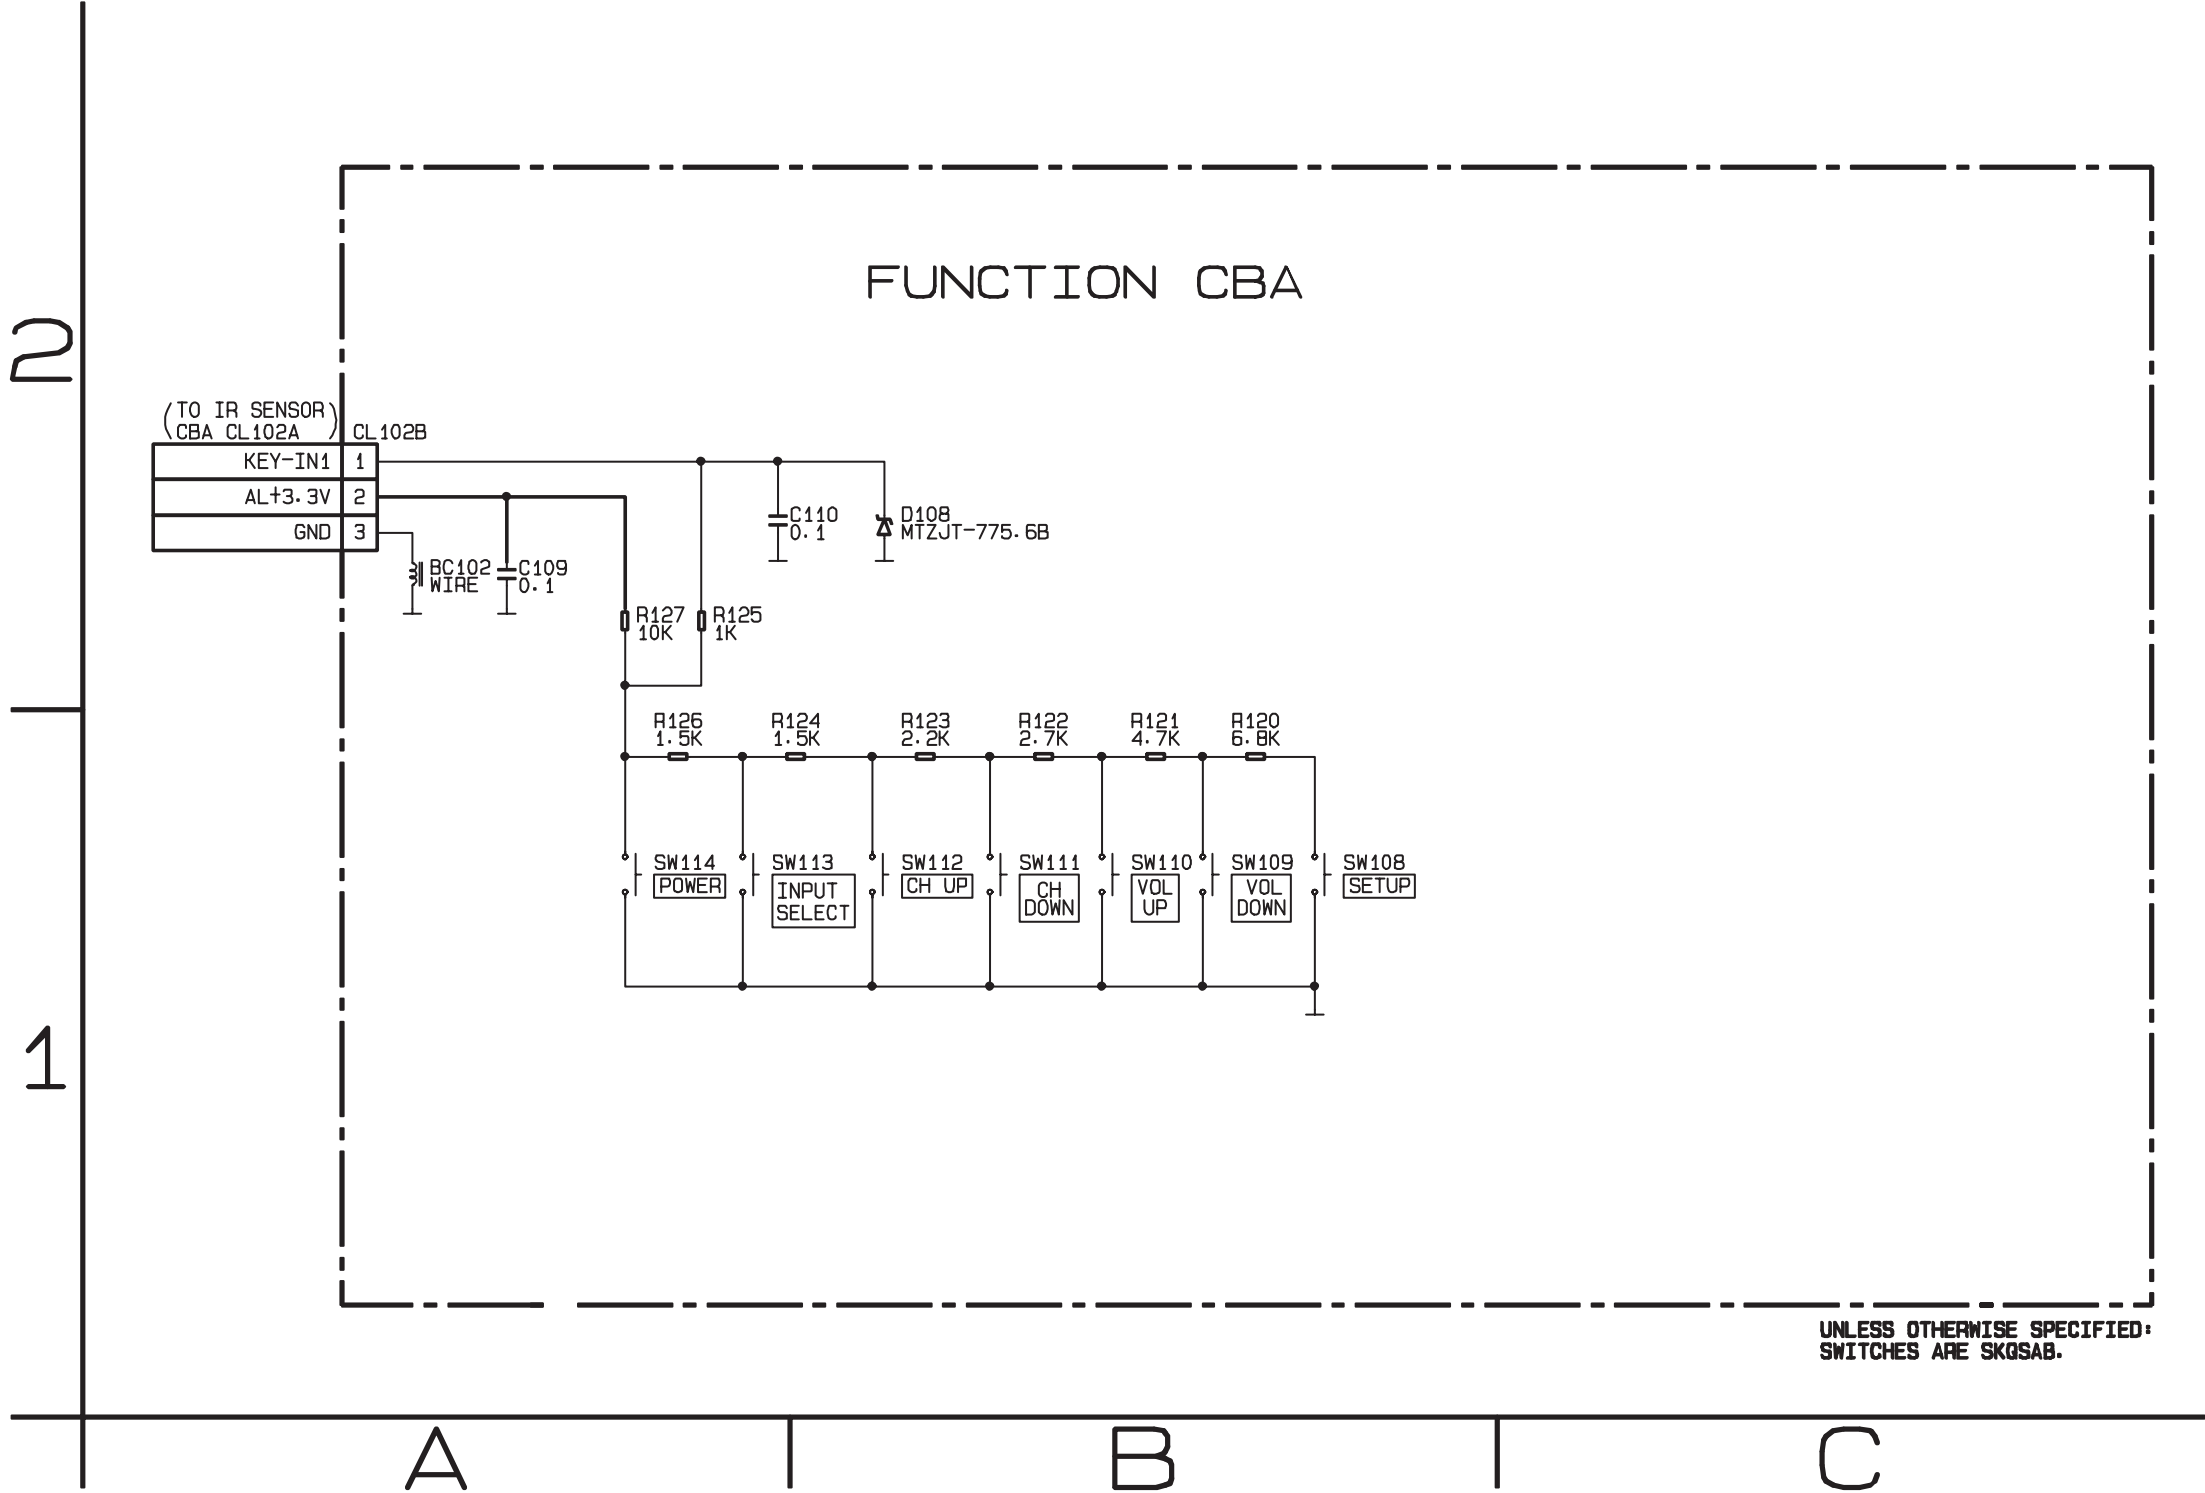 FUNCTION CBA
2
(TO IR SENSOR)
(CBA CL102A)
CL102B
KEY-IN1 1
AL+3.3V 2
GND 3
C110
0.1
D108
MTZJT-775.6B
BC102
WIRE
C109
0.1
R127
10K
R125
1K
R126
1.5K
R124
1.5K
R123
2.2K
R122
2.7K
R121
4.7K
R120
6.8K
SW114
POWER
SW113
INPUT
SELECT
SW112
CH UP
SW111
CH
DOWN
SW110
VOL
UP
SW109
VOL
DOWN
SW108
SETUP
1
UNLESS OTHERWISE SPECIFIED:
SWITCHES ARE SKQSAB.
A B C